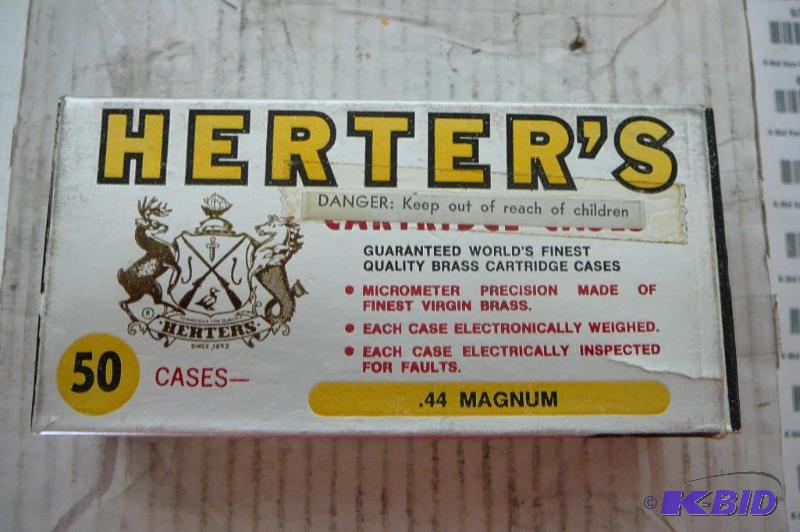 HERTER'S
DANGER: Keep out of reach of children
CARTRIDGE CASES
GUARANTEED WORLD'S FINEST
QUALITY BRASS CARTRIDGE CASES
• MICROMETER PRECISION MADE OF
FINEST VIRGIN BRASS.
• EACH CASE ELECTRONICALLY WEIGHED.
• EACH CASE ELECTRICALLY INSPECTED
FOR FAULTS.
HERTERS
SINCE 1893
50 CASES—
.44 MAGNUM
© K-BID